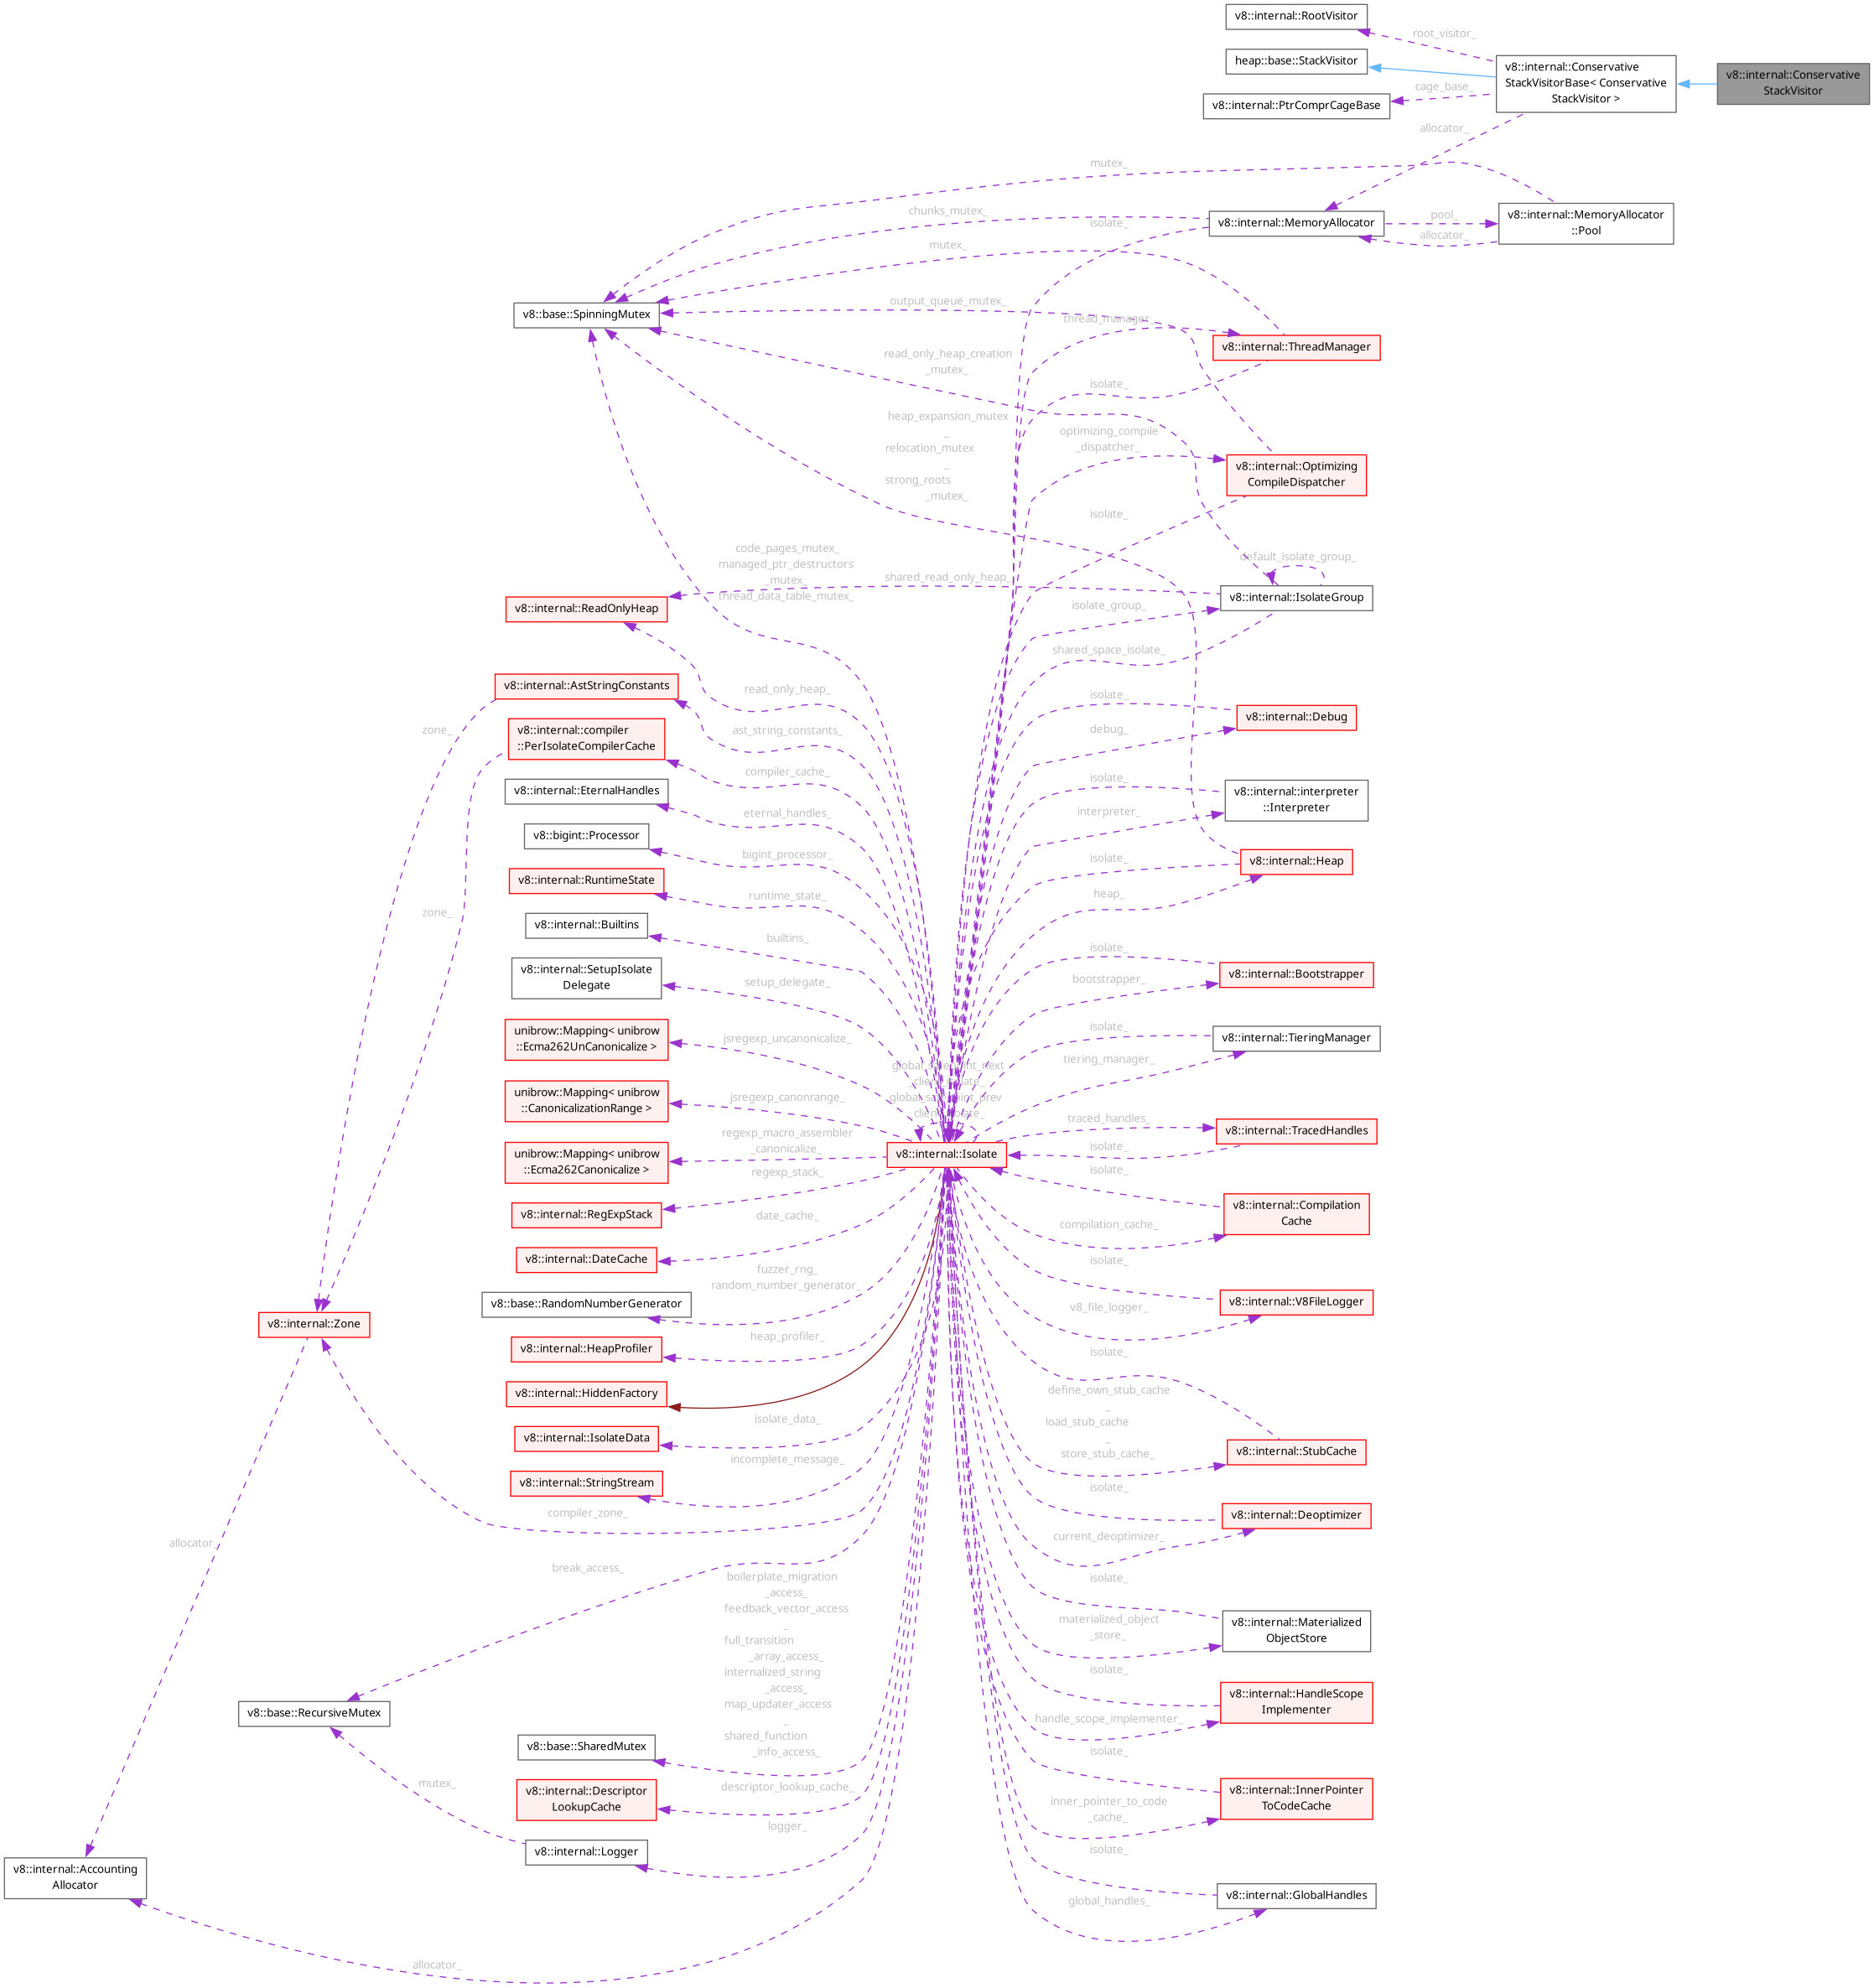 v8::internal::RootVisitor
root_visitor_
heap::base::StackVisitor
v8::internal::Conservative
StackVisitorBase< Conservative
StackVisitor >
v8::internal::Conservative
StackVisitor
cage_base_
v8::internal::PtrComprCageBase
allocator_
mutex_
chunks_mutex_
isolate_
v8::internal::MemoryAllocator
pool_
allocator_
v8::internal::MemoryAllocator
::Pool
mutex_
v8::base::SpinningMutex
output_queue_mutex_
thread_manager_
v8::internal::ThreadManager
read_only_heap_creation
_mutex_
isolate_
heap_expansion_mutex
_
relocation_mutex
_
strong_roots
_mutex_
optimizing_compile
_dispatcher_
v8::internal::Optimizing
CompileDispatcher
isolate_
code_pages_mutex_
managed_ptr_destructors
_mutex_
thread_data_table_mutex_
shared_read_only_heap_
default_isolate_group_
v8::internal::ReadOnlyHeap
isolate_group_
v8::internal::IsolateGroup
shared_space_isolate_
v8::internal::AstStringConstants
read_only_heap_
isolate_
v8::internal::Debug
zone_
ast_string_constants_
debug_
v8::internal::compiler
::PerIsolateCompilerCache
compiler_cache_
isolate_
v8::internal::EternalHandles
v8::internal::interpreter
::Interpreter
eternal_handles_
interpreter_
v8::bigint::Processor
bigint_processor_
isolate_
v8::internal::Heap
v8::internal::RuntimeState
runtime_state_
heap_
zone_
v8::internal::Builtins
builtins_
isolate_
v8::internal::SetupIsolate
Delegate
setup_delegate_
bootstrapper_
v8::internal::Bootstrapper
unibrow::Mapping< unibrow
::Ecma262UnCanonicalize >
jsregexp_uncanonicalize_
isolate_
v8::internal::TieringManager
tiering_manager_
global_safepoint_next
_client_isolate_
global_safepoint_prev
_client_isolate_
unibrow::Mapping< unibrow
::CanonicalizationRange >
jsregexp_canonrange_
traced_handles_
v8::internal::TracedHandles
unibrow::Mapping< unibrow
::Ecma262Canonicalize >
regexp_macro_assembler
_canonicalize_
v8::internal::Isolate
isolate_
regexp_stack_
isolate_
v8::internal::RegExpStack
v8::internal::Compilation
Cache
date_cache_
compilation_cache_
v8::internal::DateCache
isolate_
fuzzer_rng_
random_number_generator_
v8::base::RandomNumberGenerator
v8::internal::V8FileLogger
v8_file_logger_
v8::internal::Zone
heap_profiler_
v8::internal::HeapProfiler
isolate_
v8::internal::HiddenFactory
define_own_stub_cache
_
load_stub_cache
_
store_stub_cache_
isolate_data_
v8::internal::IsolateData
v8::internal::StubCache
incomplete_message_
v8::internal::StringStream
isolate_
compiler_zone_
v8::internal::Deoptimizer
current_deoptimizer_
allocator_
break_access_
isolate_
boilerplate_migration
_access_
feedback_vector_access
_
full_transition
_array_access_
internalized_string
_access_
map_updater_access
_
shared_function
_info_access_
materialized_object
_store_
v8::internal::Materialized
ObjectStore
isolate_
v8::internal::HandleScope
Implementer
handle_scope_implementer_
v8::base::RecursiveMutex
v8::base::SharedMutex
isolate_
mutex_
v8::internal::Descriptor
LookupCache
descriptor_lookup_cache_
v8::internal::InnerPointer
ToCodeCache
inner_pointer_to_code
_cache_
logger_
v8::internal::Logger
isolate_
v8::internal::Accounting
Allocator
v8::internal::GlobalHandles
global_handles_
allocator_